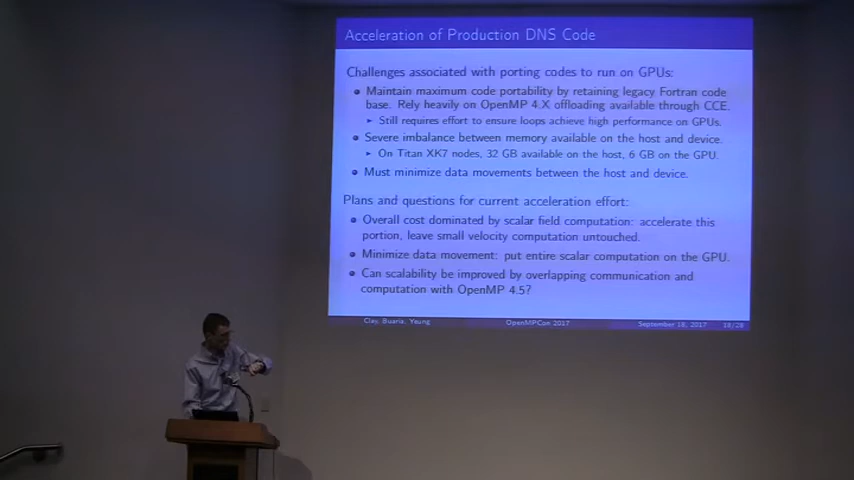 Acceleration of Production DNS Code
Challenges associated with porting codes to run on GPUs:
Maintain maximum code portability by retaining legacy Fortran code
base. Rely heavily on OpenMP 4.X offloading available through CCE.
Still requires effort to ensure loops achieve high performance on GPUs.
Severe imbalance between memory available on the host and device.
On Titan XK7 nodes, 32 GB available on the host, 6 GB on the GPU.
Must minimize data movements between the host and device.
Plans and questions for current acceleration effort:
Overall cost dominated by scalar field computation: accelerate this
portion, leave small velocity computation untouched.
Minimize data movement: put entire scalar computation on the GPU.
Can scalability be improved by overlapping communication and
computation with OpenMP 4.5?
Clay, Buaria, Yeung OpenMPCon 2017 September 18, 2017 18/28